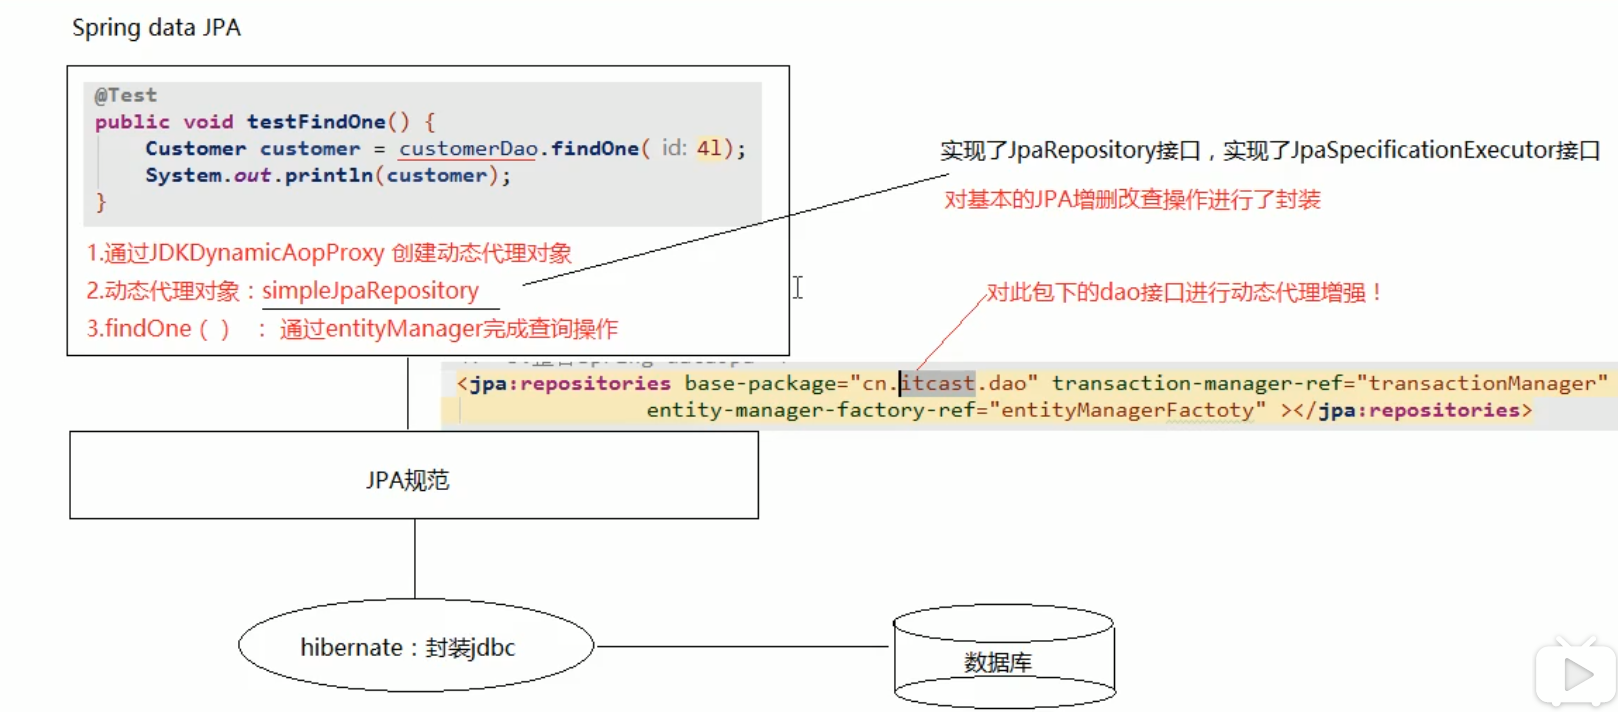 Spring data JPA
@Test
public void testFindOne() {
Customer customer = customerDao.findOne( id: 4l);
System.out.println(customer);
}
1.通过JDKDynamicAopProxy 创建动态代理对象
2.动态代理对象：simpleJpaRepository
3.findOne（ ） ： 通过entityManager完成查询操作
实现了JpaRepository接口，实现了JpaSpecificationExecutor接口
对基本的JPA增删改查操作进行了封装
对此包下的dao接口进行动态代理增强！
<jpa:repositories base-package="cn.itcast.dao" transaction-manager-ref="transactionManager"
entity-manager-factory-ref="entityManagerFactoty" ></jpa:repositories>
JPA规范
hibernate：封装jdbc
数据库